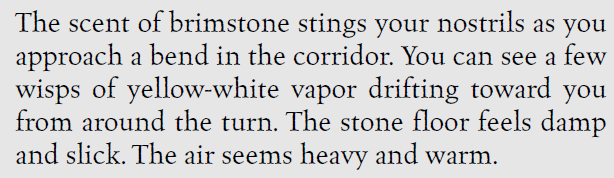 The scent of brimstone stings your nostrils as you
approach a bend in the corridor. You can see a few
wisps of yellow-white vapor drifting toward you
from around the turn. The stone floor feels damp
and slick. The air seems heavy and warm.